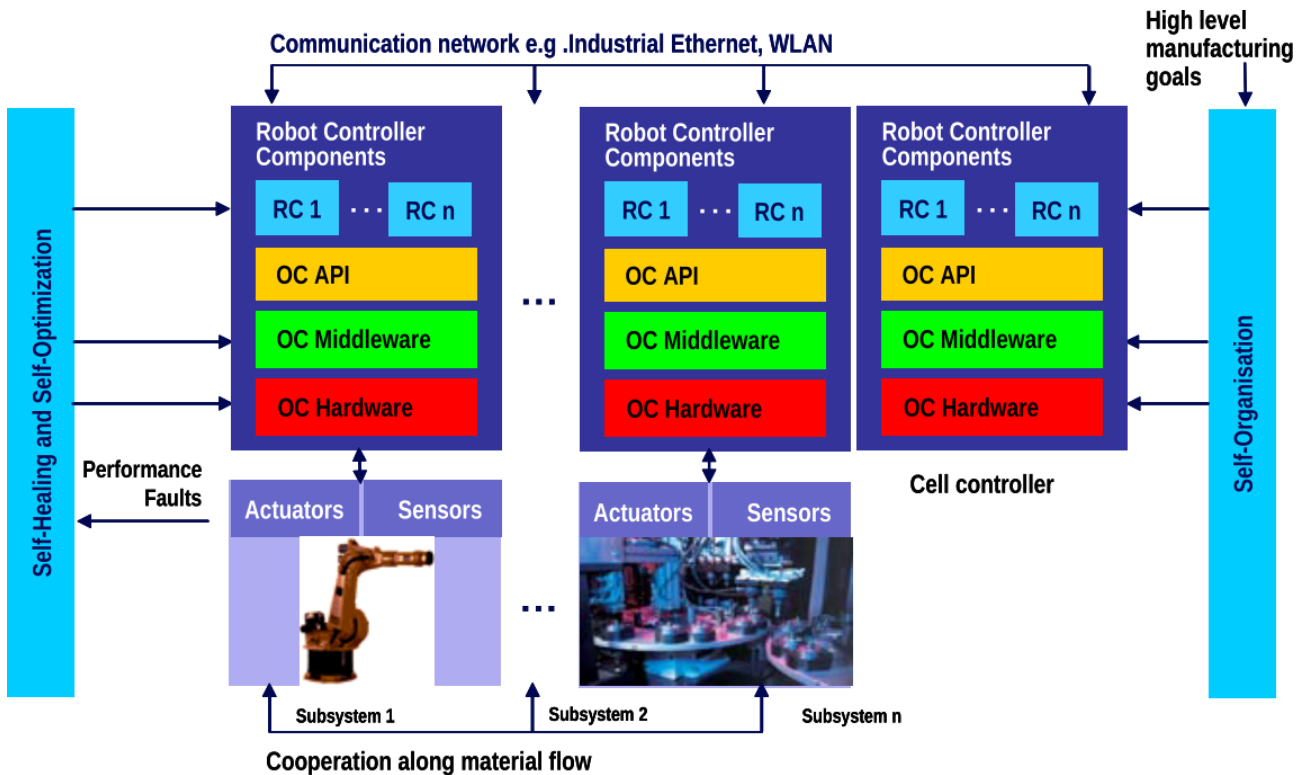 Communication network e.g .Industrial Ethernet, WLAN
High level
manufacturing
goals
Self-Healing and Self-Optimization
Robot Controller
Components
RC 1 ... RC n
OC API
OC Middleware
OC Hardware
Actuators
Sensors
...
Robot Controller
Components
RC 1 ... RC n
OC API
OC Middleware
OC Hardware
Actuators
Sensors
Robot Controller
Components
RC 1 ... RC n
OC API
OC Middleware
OC Hardware
Cell controller
Self-Organisation
Performance
Faults
...
Subsystem 1
Subsystem 2
Subsystem n
Cooperation along material flow